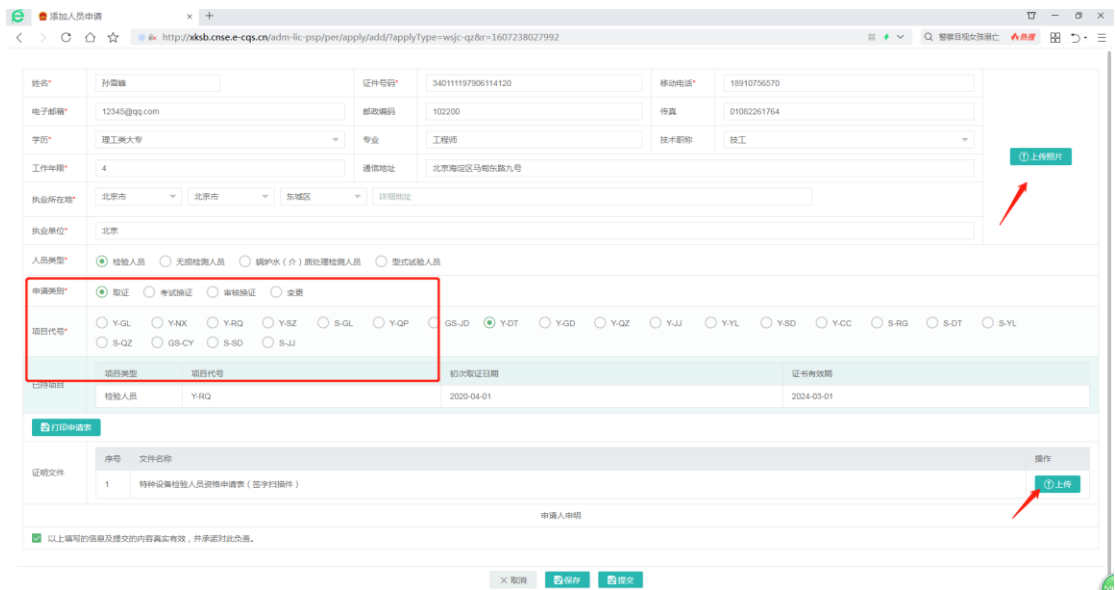 添加人员申请 × +
http://xksb.cnse.e-cqs.cn/adm-lic-psp/per/apply/add/?applyType=wsjc-qz&r=1607238027992 警察目视女孩溺亡 热搜
姓名* 孙雪峰 证件号码* 340111197906114120 移动电话* 18910756570
电子邮箱* 12345@qq.com 邮政编码 102200 传真 01082261764
学历* 理工类大专 专业 工程师 技术职称 技工
上传照片
工作年限* 4 通信地址 北京海淀区马甸东路九号
执业所在地* 北京市 北京市 东城区 详细地址
执业单位* 北京
人员类型* 检验人员 无损检测人员 锅炉水（介）质处理检测人员 型式试验人员
申请类别* 取证 考试换证 审核换证 变更
项目代号* Y-GL Y-NX Y-RQ Y-SZ S-GL Y-QP GS-JD Y-DT Y-GD Y-QZ Y-JJ Y-YL Y-SD Y-CC S-RG S-DT S-YL
S-QZ GS-CY S-SD S-JJ
项目类型 项目代号 初次取证日期 证书有效期
已持项目
检验人员 Y-RQ 2020-04-01 2024-03-01
打印申请表
序号 文件名称 操作
证明文件
1 特种设备检验人员资格申请表（签字扫描件） 上传
申请人申明
以上填写的信息及提交的内容真实有效，并承诺对此负责。
× 取消 保存 提交